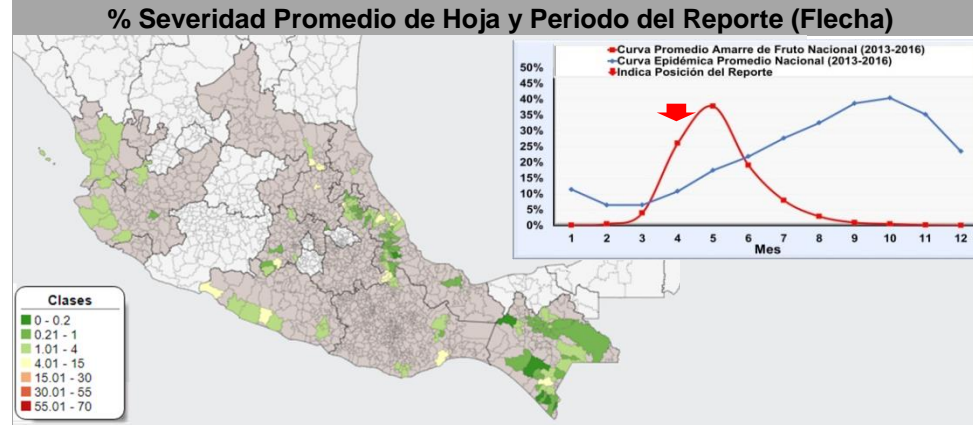 % Severidad Promedio de Hoja y Periodo del Reporte (Flecha)
Curva Promedio Amarre de Fruto Nacional (2013-2016)
Curva Epidémica Promedio Nacional (2013-2016)
Indica Posición del Reporte
50%
45%
40%
35%
30%
25%
20%
15%
10%
5%
0%
1 2 3 4 5 6 7 8 9 10 11 12
Mes
Clases
0 - 0.2
0.21 - 1
1.01 - 4
4.01 - 15
15.01 - 30
30.01 - 55
55.01 - 70